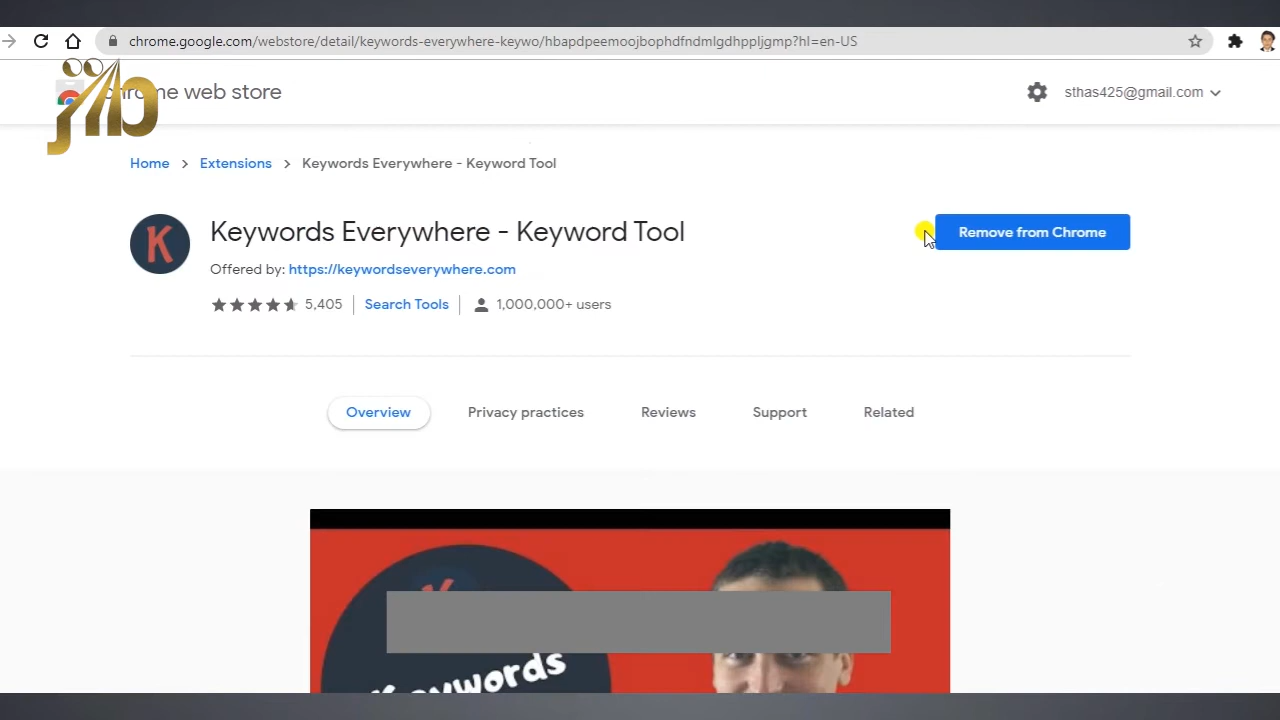 chrome.google.com/webstore/detail/keywords-everywhere-keywo/hbapdpeemoojbophdfndmlgdhppljgmp?hl=en-US
chrome web store
sthas425@gmail.com
Home > Extensions > Keywords Everywhere - Keyword Tool
K
Keywords Everywhere - Keyword Tool
Remove from Chrome
Offered by: https://keywordseverywhere.com
5,405 | Search Tools | 1,000,000+ users
Overview
Privacy practices
Reviews
Support
Related
Keywords